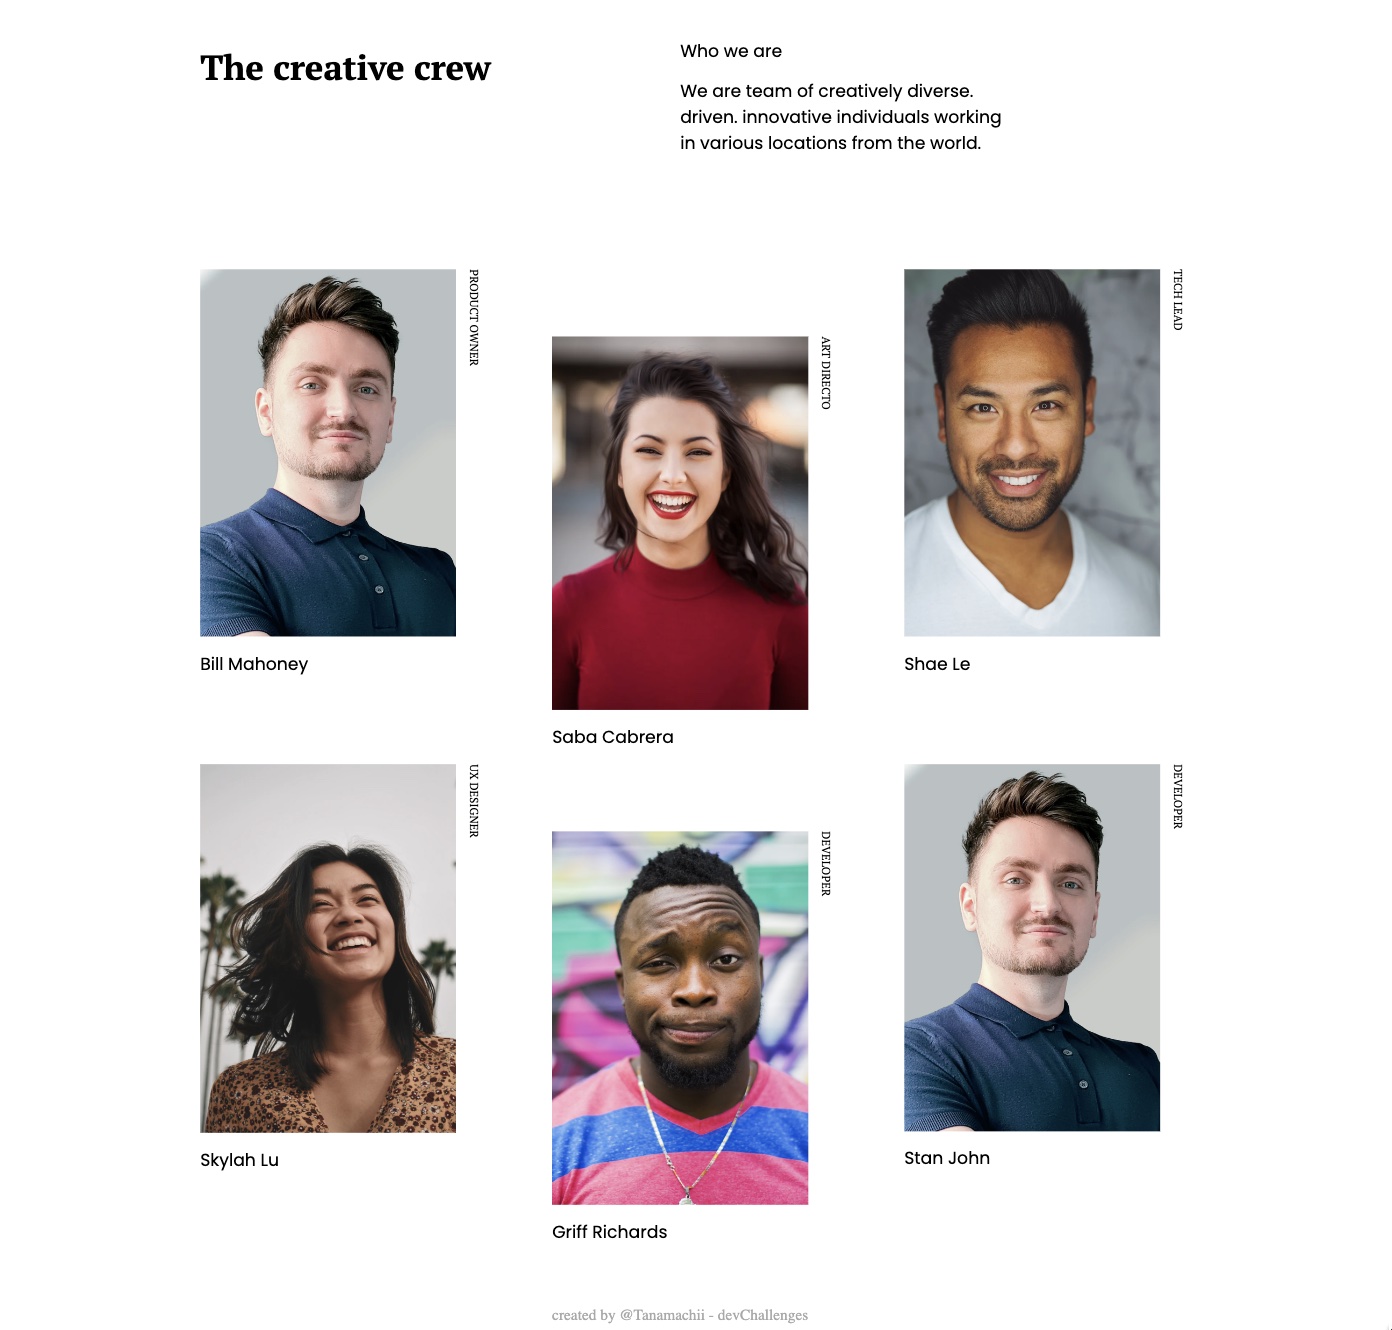 The creative crew
Who we are
We are team of creatively diverse.
driven. innovative individuals working
in various locations from the world.
PRODUCT OWNER
Bill Mahoney
ART DIRECTO
Saba Cabrera
TECH LEAD
Shae Le
UX DESIGNER
Skylah Lu
DEVELOPER
Griff Richards
DEVELOPER
Stan John
created by @Tanamachii - devChallenges